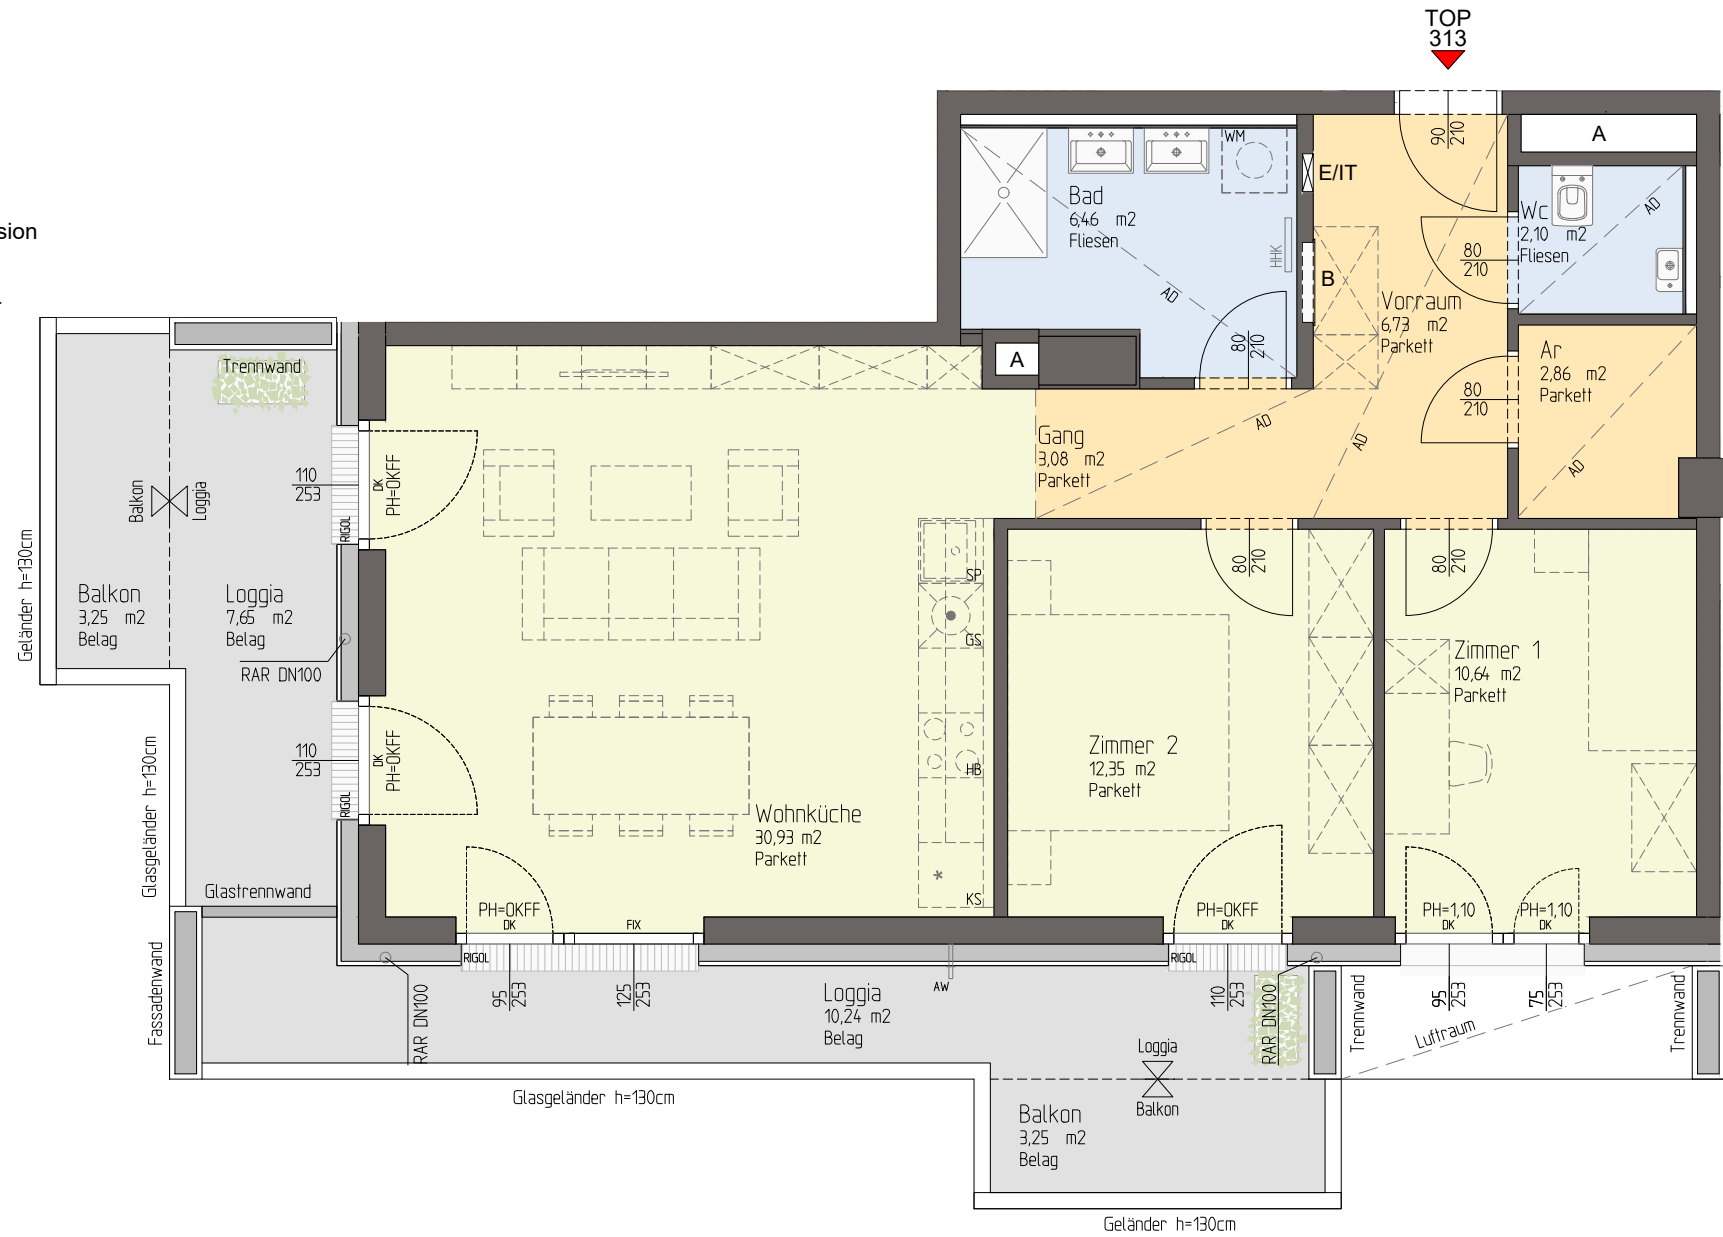 TOP
313
sion
90
210
A
WM
E/IT
Bad
6,46 m2
Fliesen
HHK
AD
B
Wc
2,10 m2
Fliesen
AD
80
210
Vorraum
6,73 m2
Parkett
80
210
A
Ar
2,86 m2
Parkett
80
210
AD
AD
AD
Gang
3,08 m2
Parkett
Trennwand
110
253
DK
PH=OKFF
RIGOL
Balkon
Loggia
Geländer h=130cm
Balkon
3,25 m2
Belag
Loggia
7,65 m2
Belag
RAR DN100
80
210
80
210
SP
GS
HB
KS
*
Zimmer 1
10,64 m2
Parkett
Zimmer 2
12,35 m2
Parkett
110
253
DK
PH=OKFF
RIGOL
Glasgeländer h=130cm
Wohnküche
30,93 m2
Parkett
Glastrennwand
PH=OKFF
DK
FIX
PH=OKFF
DK
PH=1,10
DK
PH=1,10
DK
Fassadenwand
RIGOL
RIGOL
RAR DN100
95
253
125
253
AW
110
253
RAR DN100
Trennwand
95
253
75
253
Trennwand
Luftraum
Loggia
10,24 m2
Belag
Loggia
Balkon
Glasgeländer h=130cm
Balkon
3,25 m2
Belag
Geländer h=130cm